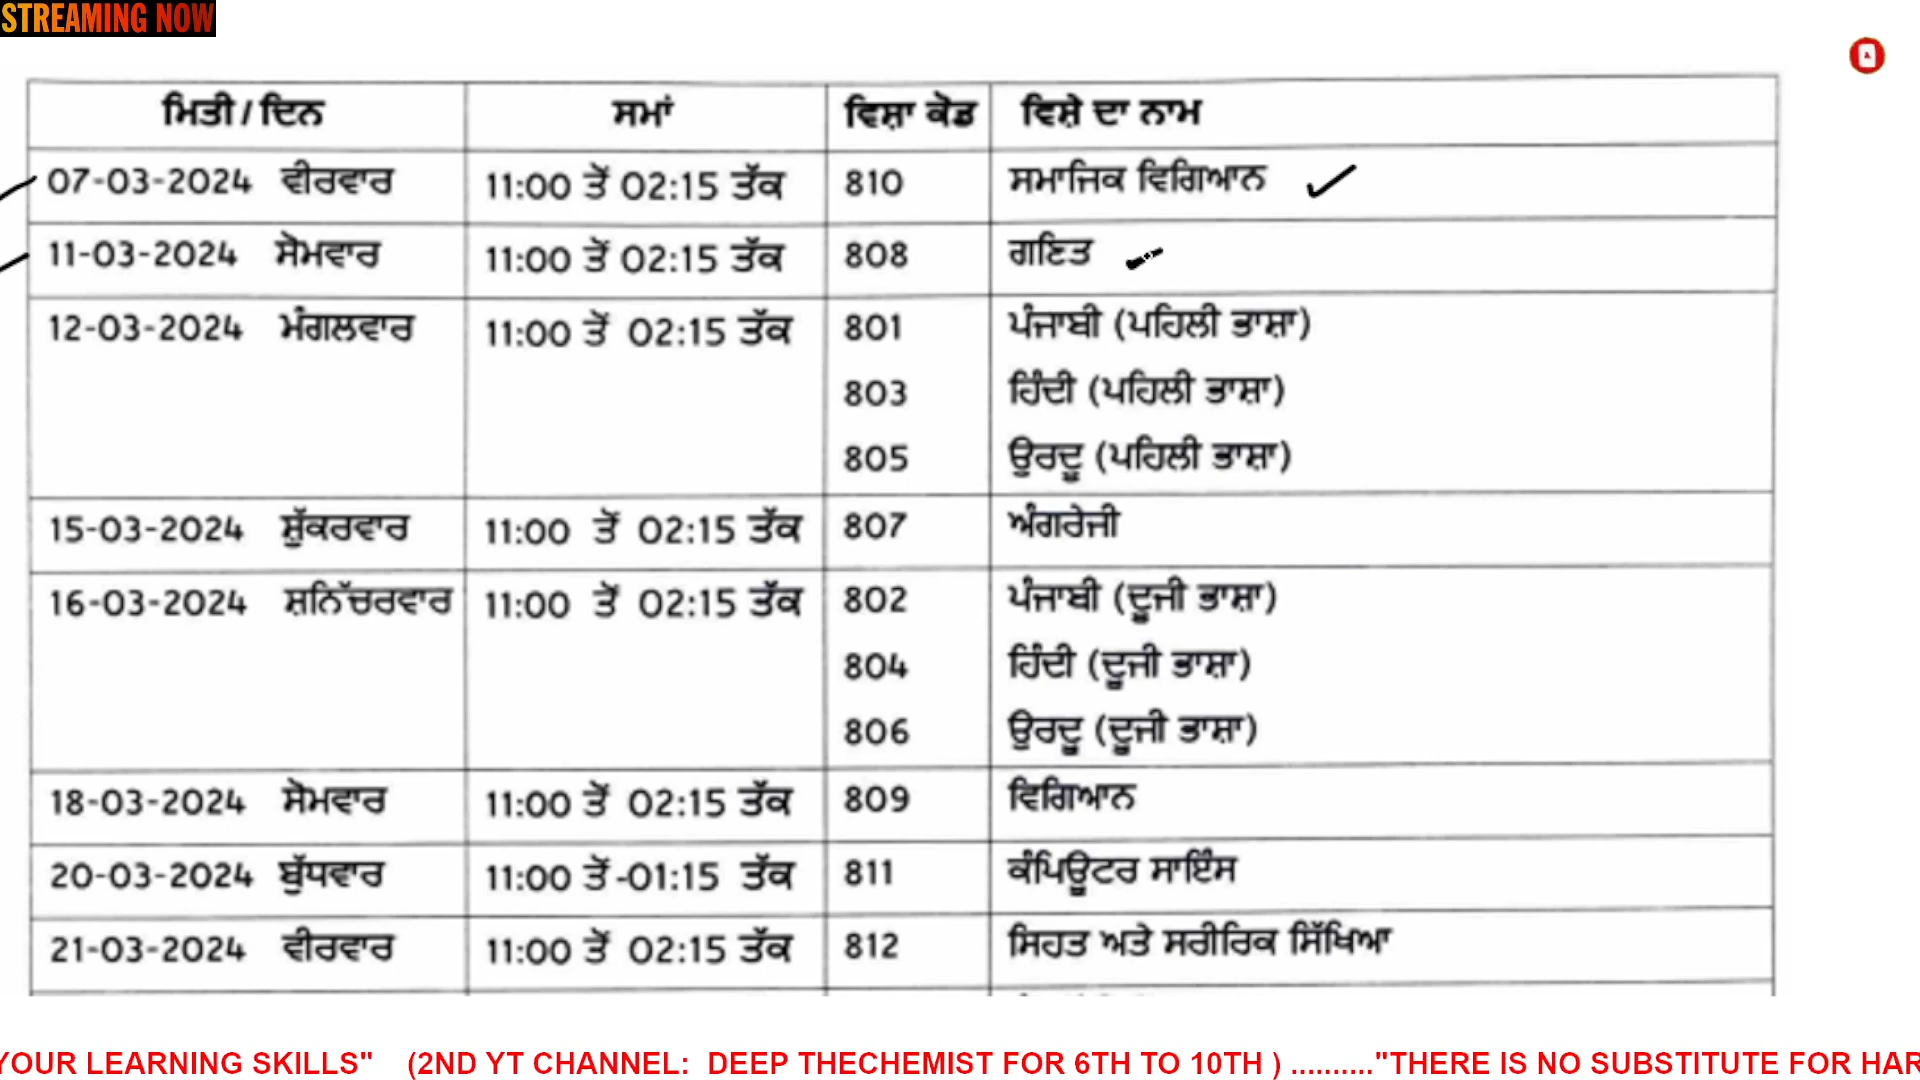 STREAMING NOW
ਮਿਤੀ / ਦਿਨ ਸਮਾਂ ਵਿਸ਼ਾ ਕੋਡ ਵਿਸ਼ੇ ਦਾ ਨਾਮ
07-03-2024 ਵੀਰਵਾਰ 11:00 ਤੋਂ 02:15 ਤੱਕ 810 ਸਮਾਜਿਕ ਵਿਗਿਆਨ
11-03-2024 ਸੋਮਵਾਰ 11:00 ਤੋਂ 02:15 ਤੱਕ 808 ਗਣਿਤ
12-03-2024 ਮੰਗਲਵਾਰ 11:00 ਤੋਂ 02:15 ਤੱਕ 801 ਪੰਜਾਬੀ (ਪਹਿਲੀ ਭਾਸ਼ਾ)
803 ਹਿੰਦੀ (ਪਹਿਲੀ ਭਾਸ਼ਾ)
805 ਉਰਦੂ (ਪਹਿਲੀ ਭਾਸ਼ਾ)
15-03-2024 ਸ਼ੁੱਕਰਵਾਰ 11:00 ਤੋਂ 02:15 ਤੱਕ 807 ਅੰਗਰੇਜੀ
16-03-2024 ਸ਼ਨਿੱਚਰਵਾਰ 11:00 ਤੋਂ 02:15 ਤੱਕ 802 ਪੰਜਾਬੀ (ਦੂਜੀ ਭਾਸ਼ਾ)
804 ਹਿੰਦੀ (ਦੂਜੀ ਭਾਸ਼ਾ)
806 ਉਰਦੂ (ਦੂਜੀ ਭਾਸ਼ਾ)
18-03-2024 ਸੋਮਵਾਰ 11:00 ਤੋਂ 02:15 ਤੱਕ 809 ਵਿਗਿਆਨ
20-03-2024 ਬੁੱਧਵਾਰ 11:00 ਤੋਂ -01:15 ਤੱਕ 811 ਕੰਪਿਊਟਰ ਸਾਇੰਸ
21-03-2024 ਵੀਰਵਾਰ 11:00 ਤੋਂ 02:15 ਤੱਕ 812 ਸਿਹਤ ਅਤੇ ਸਰੀਰਿਕ ਸਿੱਖਿਆ
YOUR LEARNING SKILLS" (2ND YT CHANNEL: DEEP THECHEMIST FOR 6TH TO 10TH ) .........."THERE IS NO SUBSTITUTE FOR HAR